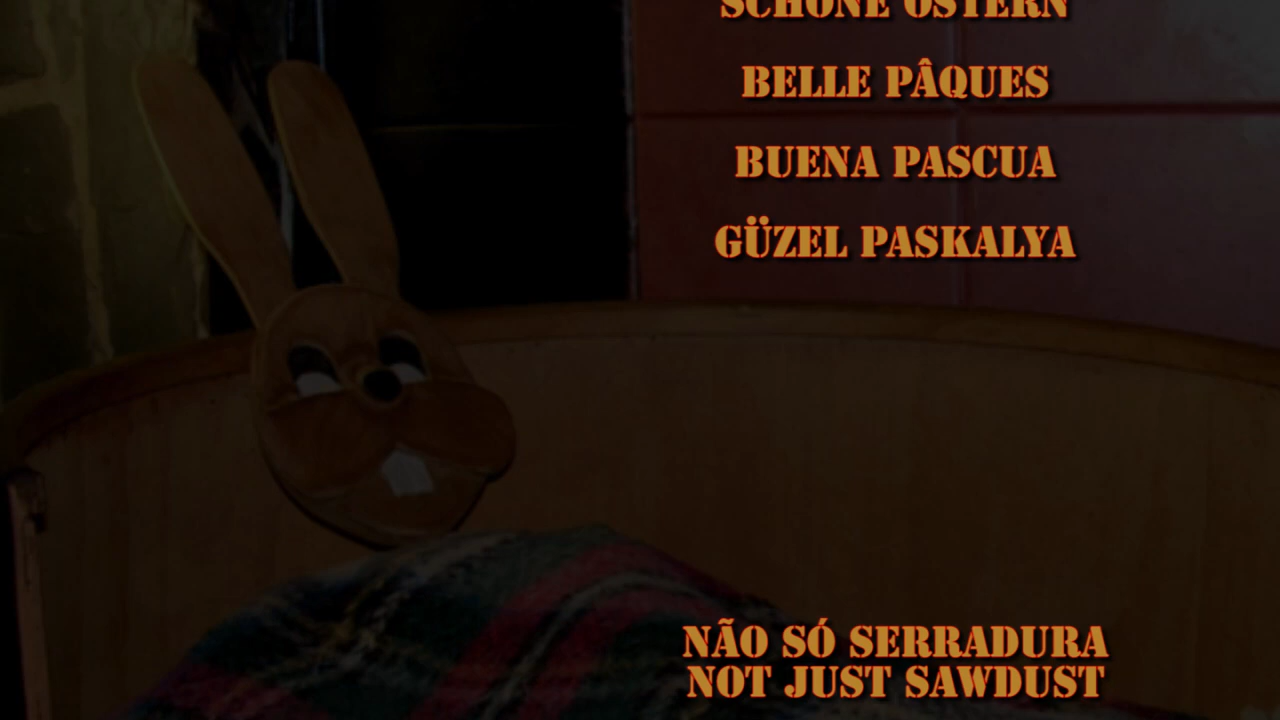 SCHÖNE OSTERN
BELLE PÂQUES
BUENA PASCUA
GÜZEL PASKALYA
NÃO SÓ SERRADURA
NOT JUST SAWDUST